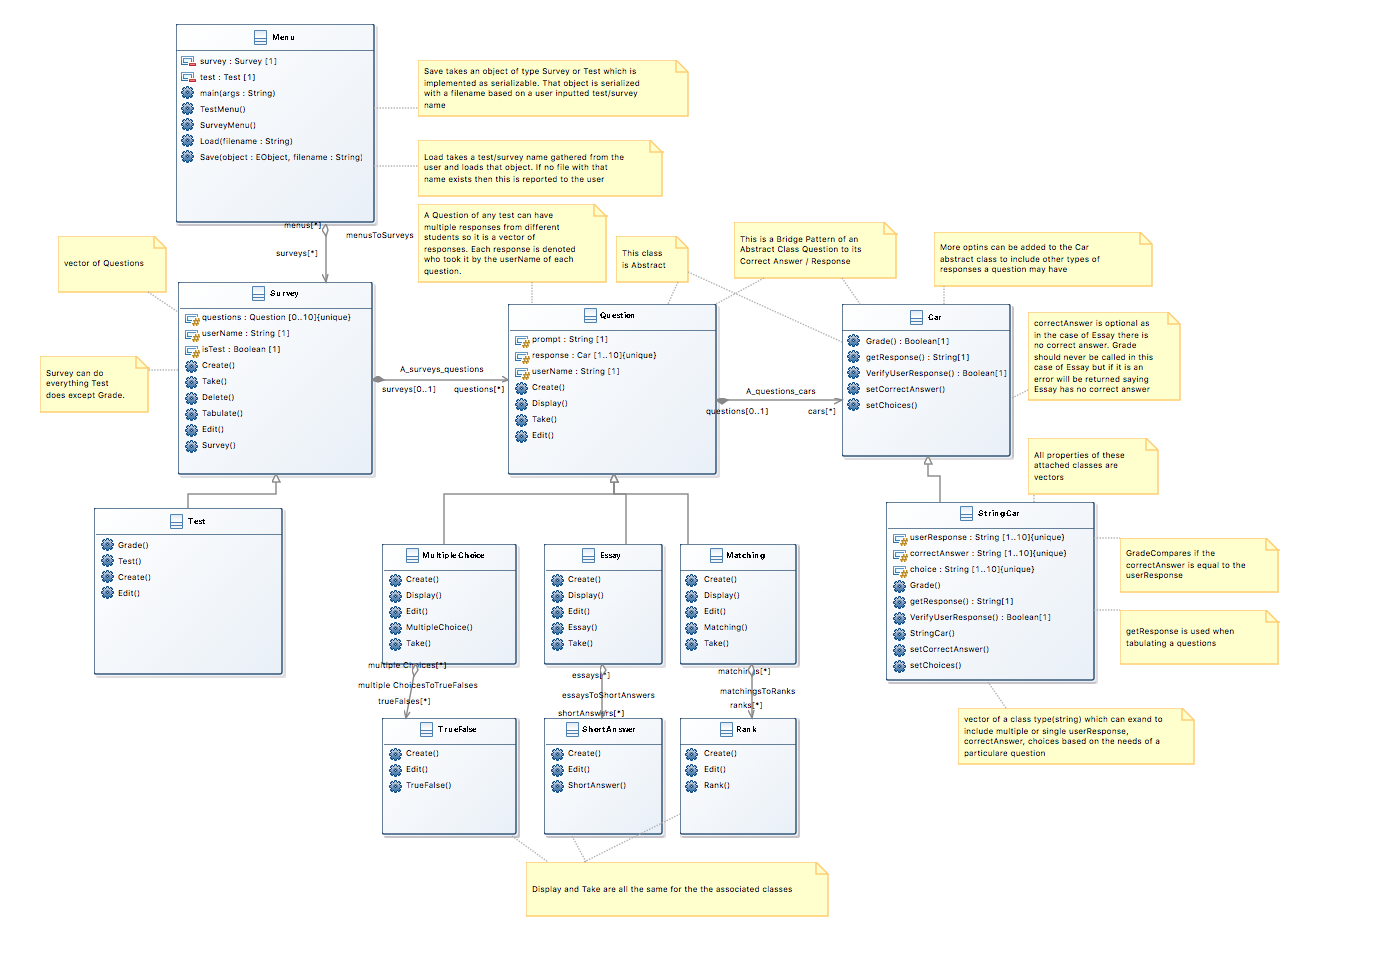 Menu
survey : Survey [1]
test : Test [1]
main(args : String)
TestMenu()
SurveyMenu()
Load(filename : String)
Save(object : EObject, filename : String)
Save takes an object of type Survey or Test which is
implemented as serializable. That object is serialized
with a filename based on a user inputted test/survey
name
Load takes a test/survey name gathered from the
user and loads that object. If no file with that
name exists then this is reported to the user
menus[*]
menusToSurveys
surveys[*]
A Question of any test can have
multiple responses from different
students so it is a vector of
responses. Each response is denoted
who took it by the userName of each
question.
This class
is Abstract
This is a Bridge Pattern of an
Abstract Class Question to its
Correct Answer / Response
More optins can be added to the Car
abstract class to include other types of
responses a question may have
vector of Questions
Survey
questions : Question [0..10]{unique}
userName : String [1]
isTest : Boolean [1]
Create()
Take()
Delete()
Tabulate()
Edit()
Survey()
Survey can do
everything Test
does except Grade.
A_surveys_questions
surveys[0..1]
questions[*]
Question
prompt : String [1]
response : Car [1..10]{unique}
userName : String [1]
Create()
Display()
Take()
Edit()
A_questions_cars
questions[0..1]
cars[*]
Car
Grade() : Boolean[1]
getResponse() : String[1]
VerifyUserResponse() : Boolean[1]
setCorrectAnswer()
setChoices()
correctAnswer is optional as
in the case of Essay there is
no correct answer. Grade
should never be called in this
case of Essay but if it is an
error will be returned saying
Essay has no correct answer
All properties of these
attached classes are
vectors
Test
Grade()
Test()
Create()
Edit()
MultipleChoice
Create()
Display()
Edit()
MultipleChoice()
Take()
Essay
Create()
Display()
Edit()
Essay()
Take()
Matching
Create()
Display()
Edit()
Matching()
Take()
StringCar
userResponse : String [1..10]{unique}
correctAnswer : String [1..10]{unique}
choice : String [1..10]{unique}
Grade()
getResponse() : String[1]
VerifyUserResponse() : Boolean[1]
StringCar()
setCorrectAnswer()
setChoices()
GradeCompares if the
correctAnswer is equal to the
userResponse
getResponse is used when
tabulating a questions
multiple Choices[*]
multiple ChoicesToTrueFalses
trueFalses[*]
essays[*]
essaysToShortAnswers
shortAnswers[*]
matchings[*]
matchingsToRanks
ranks[*]
TrueFalse
Create()
Edit()
TrueFalse()
ShortAnswer
Create()
Edit()
ShortAnswer()
Rank
Create()
Edit()
Rank()
vector of a class type(string) which can exand to
include multiple or single userResponse,
correctAnswer, choices based on the needs of a
particulare question
Display and Take are all the same for the the associated classes